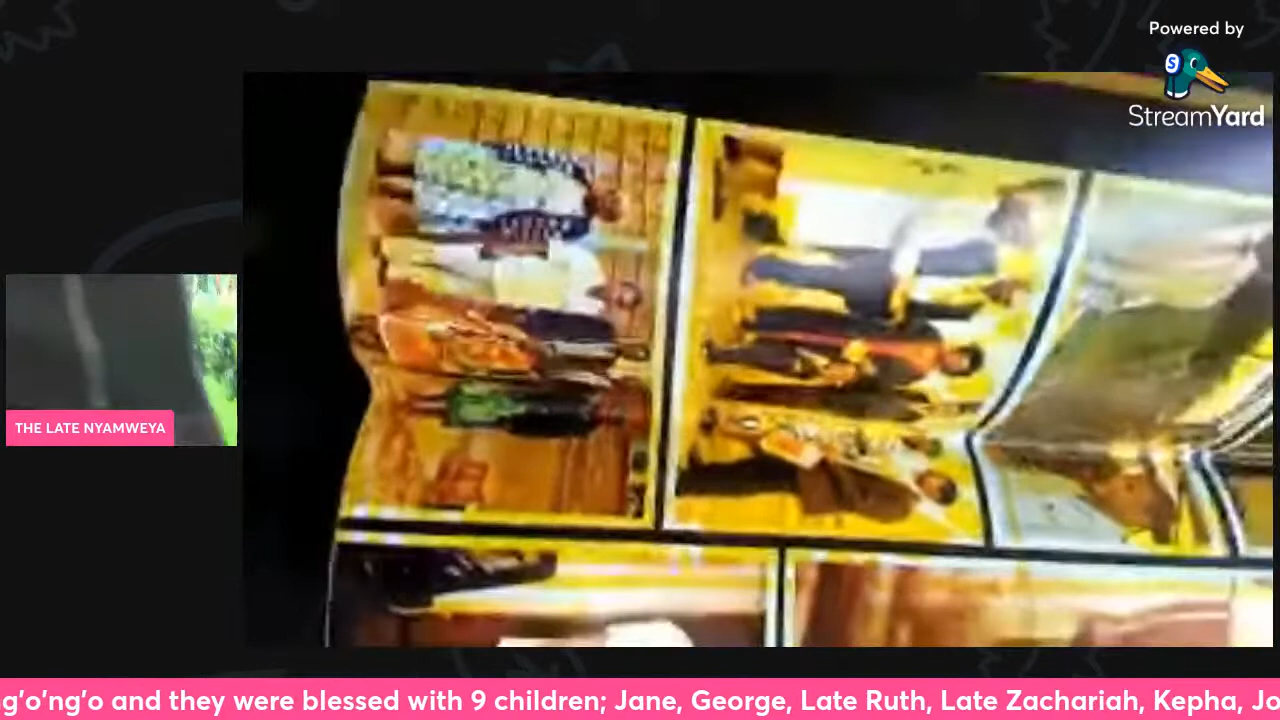 Powered by
StreamYard
THE LATE NYAMWEYA
g'o'ng'o and they were blessed with 9 children; Jane, George, Late Ruth, Late Zachariah, Kepha, Jo